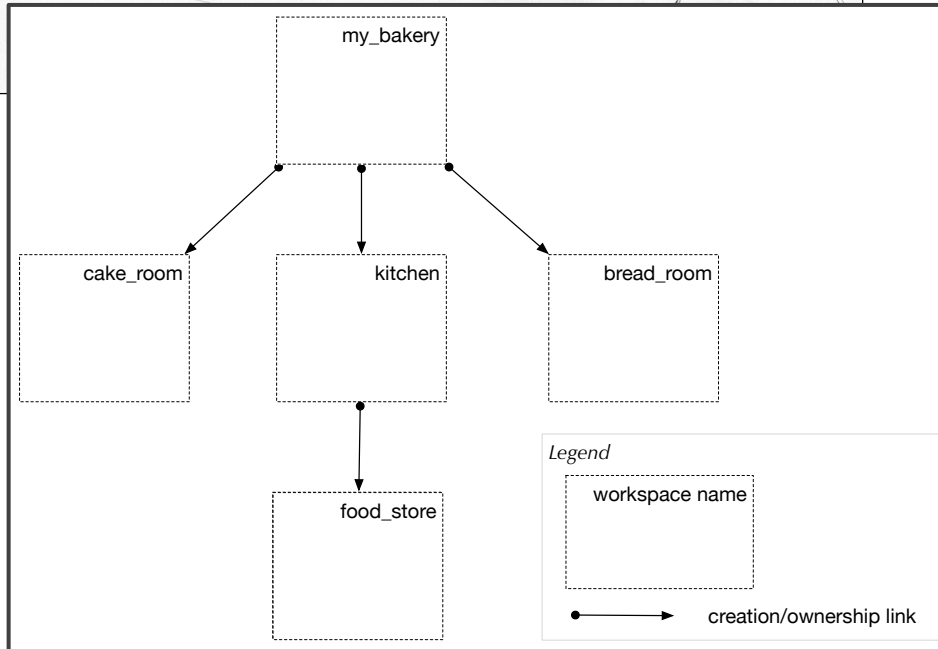 my_bakery
cake_room
kitchen
bread_room
food_store
Legend
workspace name
creation/ownership link